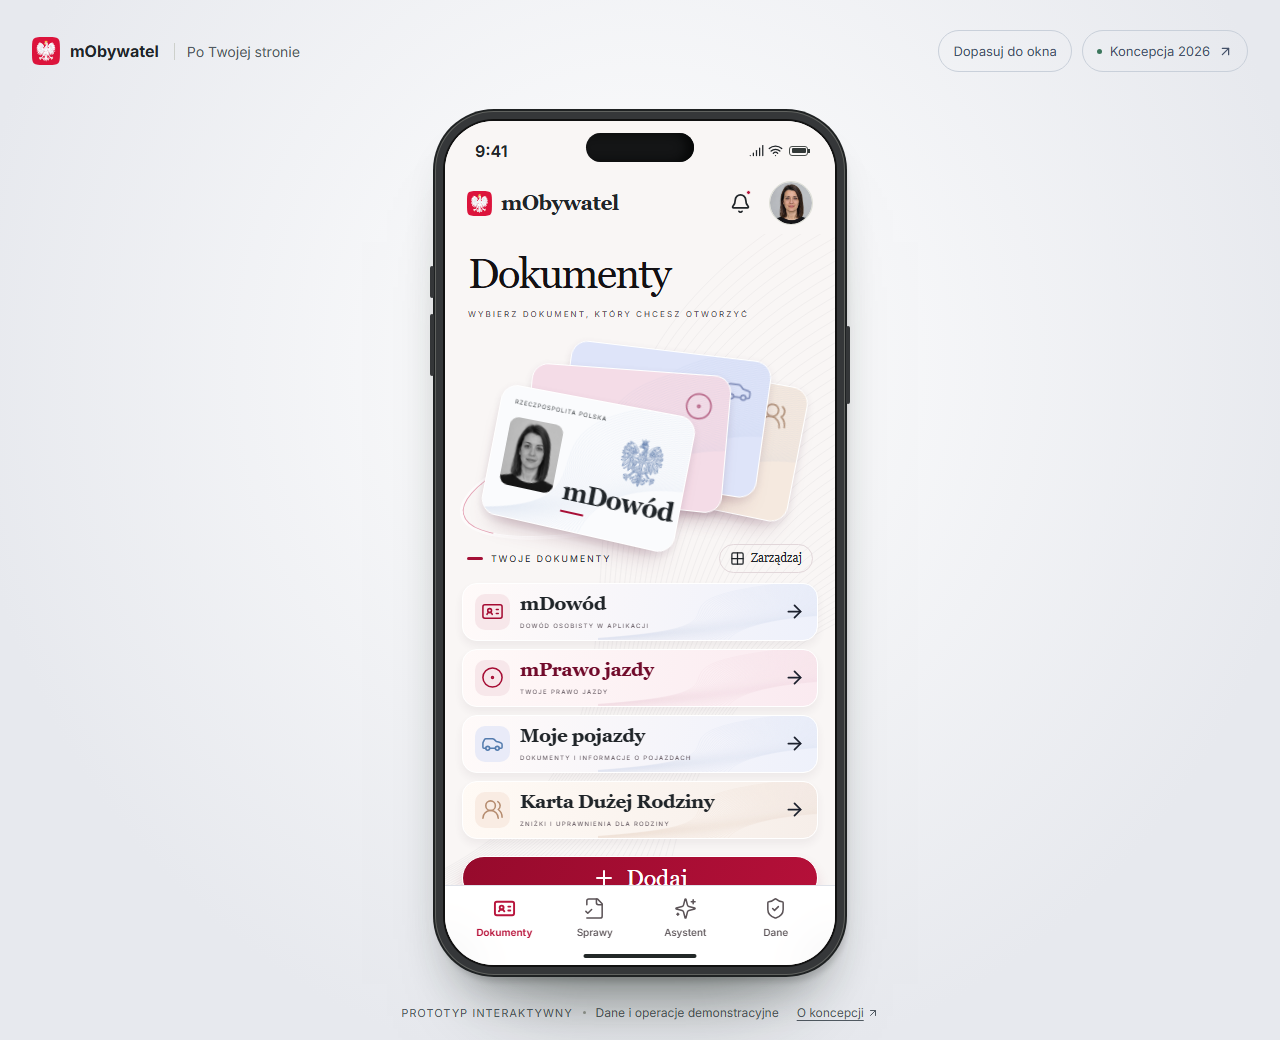 mObywatel
Po Twojej stronie
Dopasuj do okna
Koncepcja 2026
9:41
mObywatel
Dokumenty
WYBIERZ DOKUMENT, KTÓRY CHCESZ OTWORZYĆ
RZECZPOSPOLITA POLSKA
mDowód
TWOJE DOKUMENTY
Zarządzaj
mDowód
DOWÓD OSOBISTY W APLIKACJI
mPrawo jazdy
TWOJE PRAWO JAZDY
Moje pojazdy
DOKUMENTY I INFORMACJE O POJAZDACH
Karta Dużej Rodziny
ZNIŻKI I UPRAWNIENIA DLA RODZINY
Dodaj
Dokumenty
Sprawy
Asystent
Dane
PROTOTYP INTERAKTYWNY • Dane i operacje demonstracyjne O koncepcji